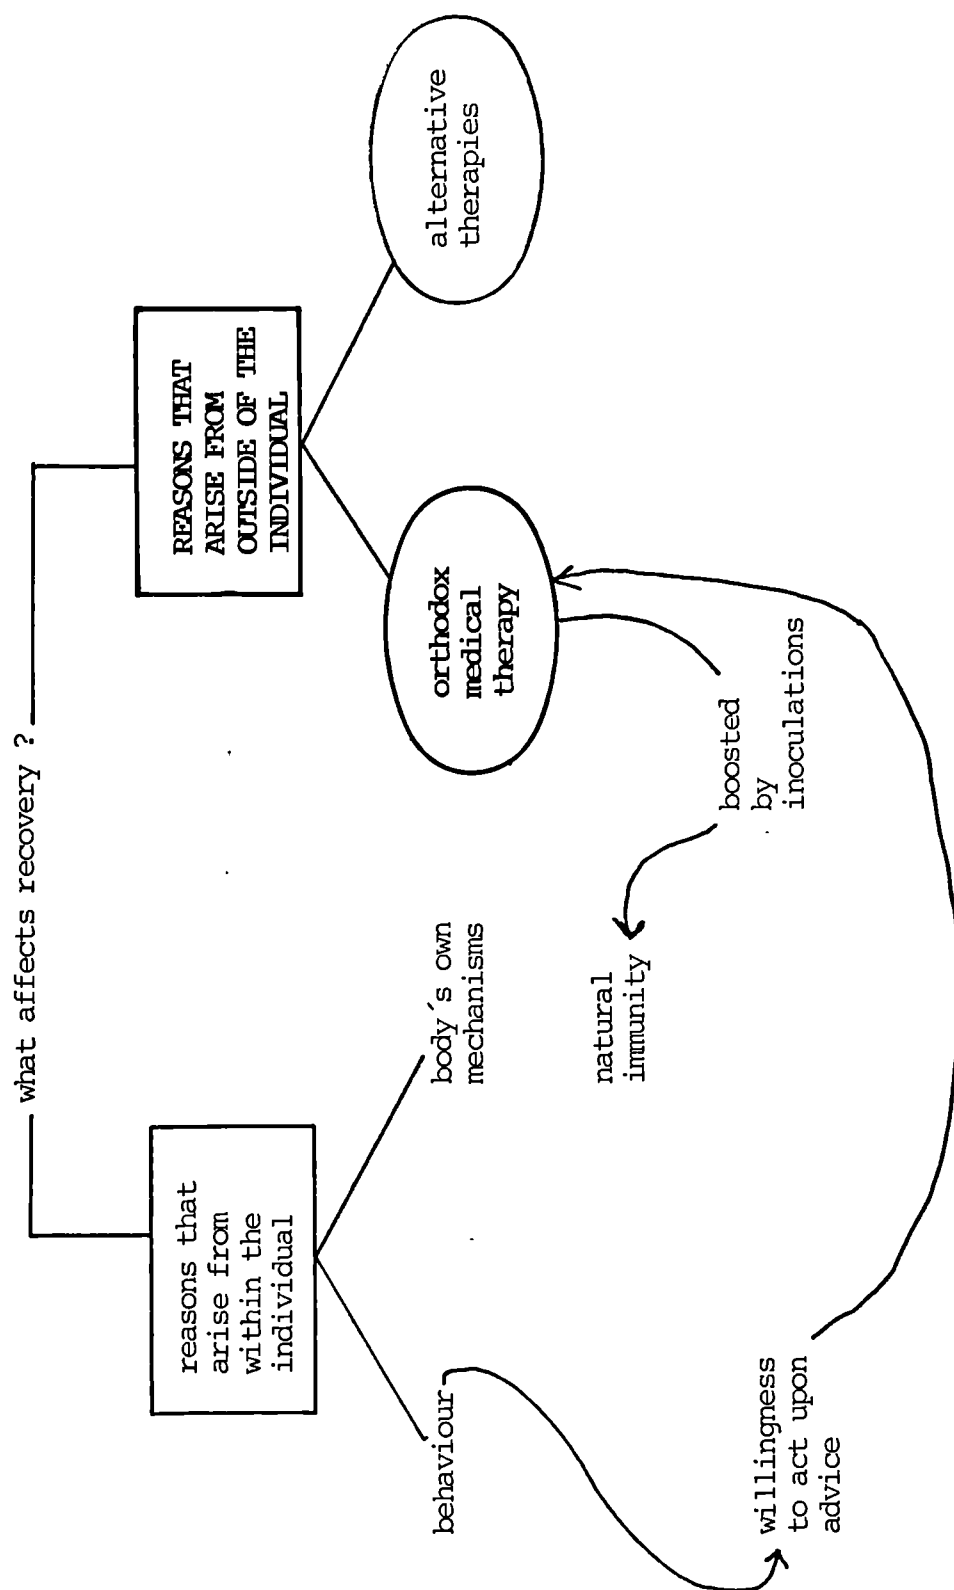 what affects recovery ?
reasons that
arise from
within the
individual
REASONS THAT
ARISE FROM
OUTSIDE OF THE
INDIVIDUAL
behaviour
body's own
mechanisms
orthodox
medical
therapy
alternative
therapies
natural
immunity
boosted
by
inoculations
willingness
to act upon
advice